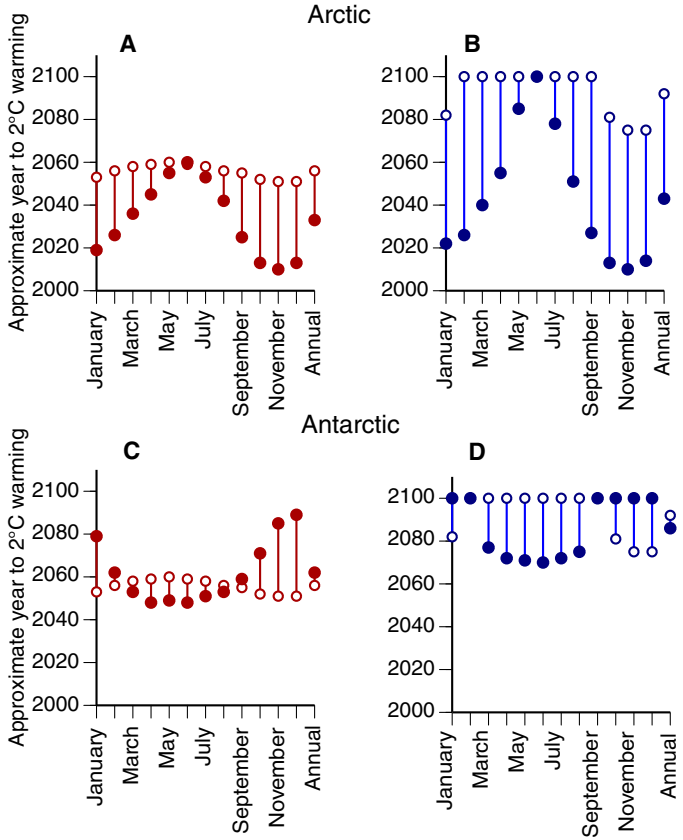 Arctic
A
B
Approximate year to 2°C warming
2100
2080
2060
2040
2020
2000
January
March
May
July
September
November
Annual
2100
2080
2060
2040
2020
2000
January
March
May
July
September
November
Annual
Antarctic
C
D
Approximate year to 2°C warming
2100
2080
2060
2040
2020
2000
January
March
May
July
September
November
Annual
2100
2080
2060
2040
2020
2000
January
March
May
July
September
November
Annual